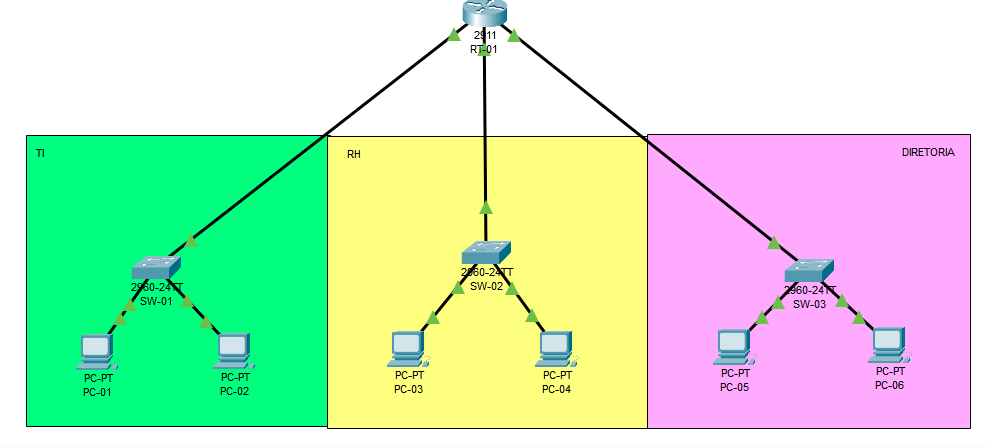 2911
RT-01
TI
RH
DIRETORIA
2960-24TT
SW-01
2960-24TT
SW-02
2960-24TT
SW-03
PC-PT
PC-01
PC-PT
PC-02
PC-PT
PC-03
PC-PT
PC-04
PC-PT
PC-05
PC-PT
PC-06